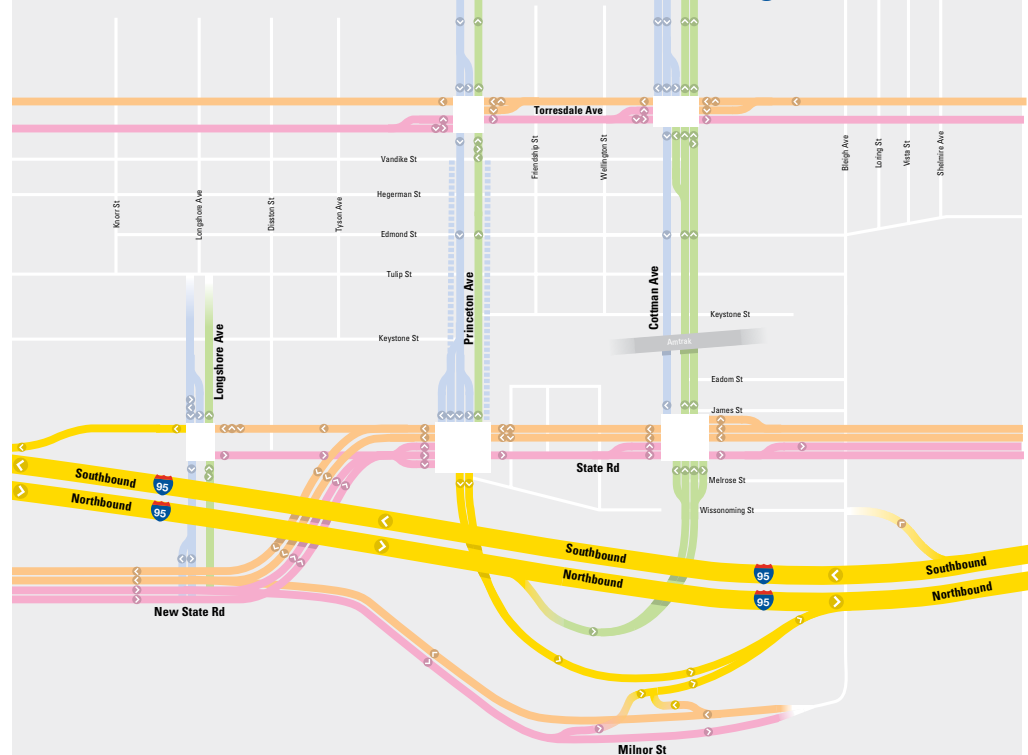 Torresdale Ave
Vandike St
Hegerman St
Edmond St
Tulip St
Keystone St
Knorr St
Longshore Ave
Disston St
Tyson Ave
Friendship St
Wellington St
Bleigh Ave
Loring St
Vista St
Shelmire Ave
Princeton Ave
Cottman Ave
Longshore Ave
Keystone St
Amtrak
Eadom St
James St
State Rd
Melrose St
Wissonoming St
Southbound
95
Northbound
95
Southbound
Northbound
95
95
Southbound
Northbound
New State Rd
Milnor St